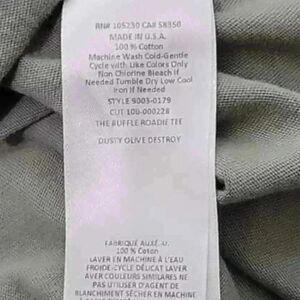 RN# 105230 CA# 58350
MADE IN U.S.A.
100 % Cotton
Machine Wash Cold-Gentle
Cycle with Like Colors Only
Non Chlorine Bleach If
Needed Tumble Dry Low Cool
Iron If Needed
STYLE 9003-0179
CUT 100-000228
THE RUFFLE ROADIE TEE
DUSTY OLIVE DESTROY
FABRIQUÉ AUX É.-U.
100 % Coton
LAVER EN MACHINE À L'EAU
FROIDE-CYCLE DÉLICAT LAVER
AVEC COULEURS SIMILAIRES NE
PAS UTILISER D'AGENT DE
BLANCHIMENT SÉCHER EN MACHINE